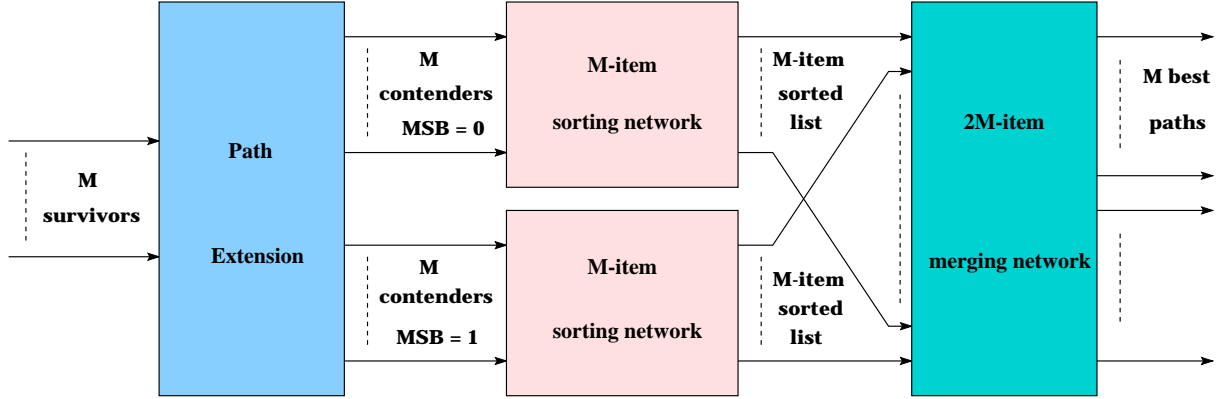 M
survivors
Path
Extension
M
contenders
MSB = 0
M
contenders
MSB = 1
M-item
sorting network
M-item
sorting network
M-item
sorted
list
M-item
sorted
list
2M-item
merging network
M best
paths